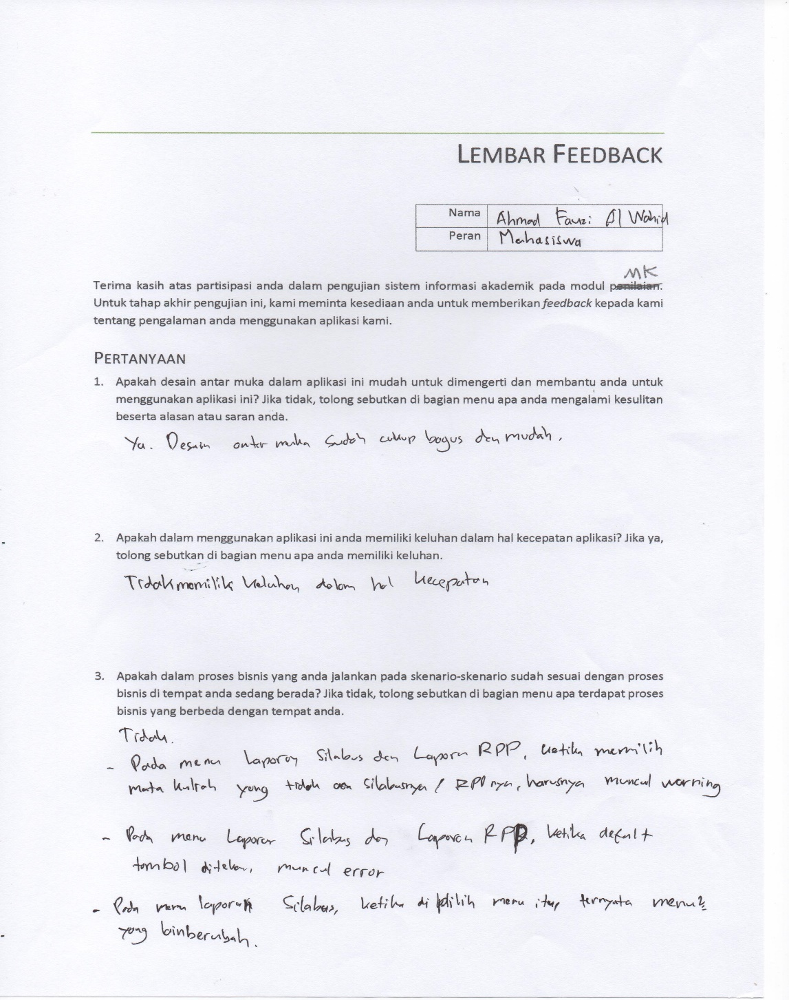 LEMBAR FEEDBACK
Nama Ahmad Fauzi Al Wahid
Peran Mahasiswa
MK
Terima kasih atas partisipasi anda dalam pengujian sistem informasi akademik pada modul penilaian.
Untuk tahap akhir pengujian ini, kami meminta kesediaan anda untuk memberikan feedback kepada kami
tentang pengalaman anda menggunakan aplikasi kami.
PERTANYAAN
1. Apakah desain antar muka dalam aplikasi ini mudah untuk dimengerti dan membantu anda untuk
menggunakan aplikasi ini? Jika tidak, tolong sebutkan di bagian menu apa anda mengalami kesulitan
beserta alasan atau saran anda.
Ya. Desain antar muka sudah cukup bagus dan mudah.
2. Apakah dalam menggunakan aplikasi ini anda memiliki keluhan dalam hal kecepatan aplikasi? Jika ya,
tolong sebutkan di bagian menu apa anda memiliki keluhan.
Tidak memiliki keluhan dalam hal kecepatan
3. Apakah dalam proses bisnis yang anda jalankan pada skenario-skenario sudah sesuai dengan proses
bisnis di tempat anda sedang berada? Jika tidak, tolong sebutkan di bagian menu apa terdapat proses
bisnis yang berbeda dengan tempat anda.
Tidak.
- Pada menu Laporan Silabus dan Laporan RPP, ketika memilih
mata kuliah yang tidak ada silabusnya / RPP nya, harusnya muncul warning
- Pada menu Laporan Silabus dan Laporan RPP, ketika default
tombol ditekan, muncul error
- Pada menu laporan Silabus, ketika dipilih menu itu, ternyata menu2
yang lain berubah.